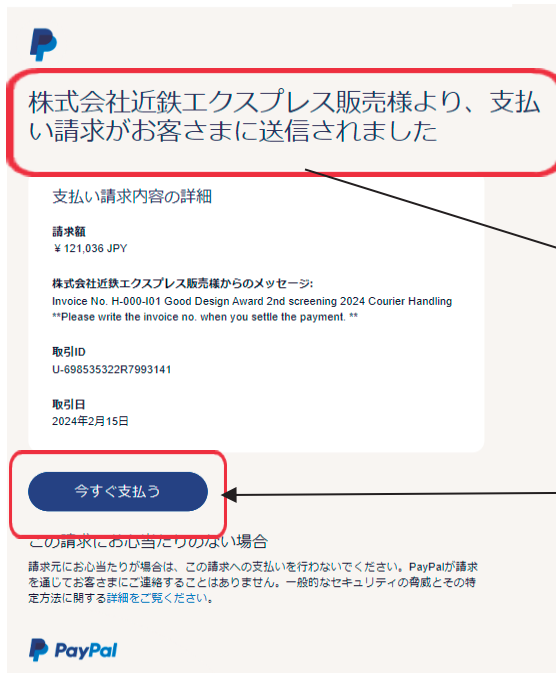 株式会社近鉄エクスプレス販売様より、支払
い請求がお客さまに送信されました
支払い請求内容の詳細
請求額
¥ 121,036 JPY
株式会社近鉄エクスプレス販売様からのメッセージ:
Invoice No. H-000-I01 Good Design Award 2nd screening 2024 Courier Handling
**Please write the invoice no. when you settle the payment. **
取引ID
U-698535322R7993141
取引日
2024年2月15日
今すぐ支払う
この請求にお心当たりのない場合
請求元にお心当たりが場合は、この請求への支払いを行わないでください。PayPalが請求
を通じてお客さまにご連絡することはありません。一般的なセキュリティの脅威とその特
定方法に関する詳細をご覧ください。
PayPal